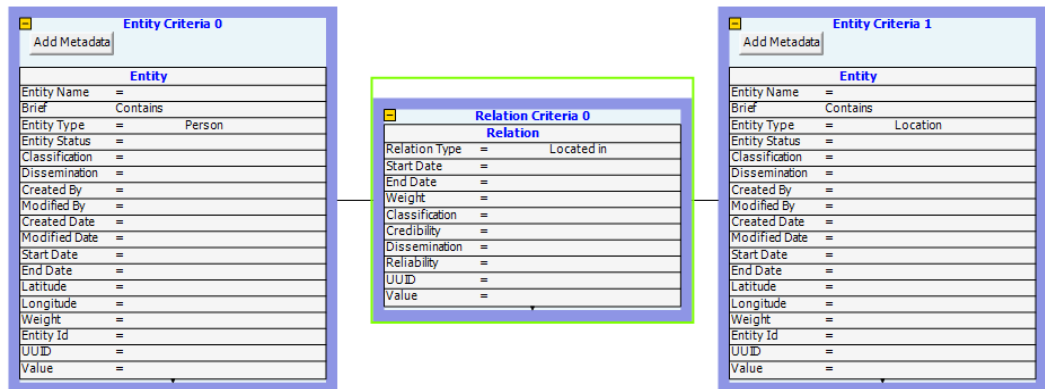 Entity Criteria 0
Add Metadata
Entity
Entity Name =
Brief Contains
Entity Type = Person
Entity Status =
Classification =
Dissemination =
Created By =
Modified By =
Created Date =
Modified Date =
Start Date =
End Date =
Latitude =
Longitude =
Weight =
Entity Id =
UUID =
Value =
Relation Criteria 0
Relation
Relation Type = Located in
Start Date =
End Date =
Weight =
Classification =
Credibility =
Dissemination =
Reliability =
UUID =
Value =
Entity Criteria 1
Add Metadata
Entity
Entity Name =
Brief Contains
Entity Type = Location
Entity Status =
Classification =
Dissemination =
Created By =
Modified By =
Created Date =
Modified Date =
Start Date =
End Date =
Latitude =
Longitude =
Weight =
Entity Id =
UUID =
Value =